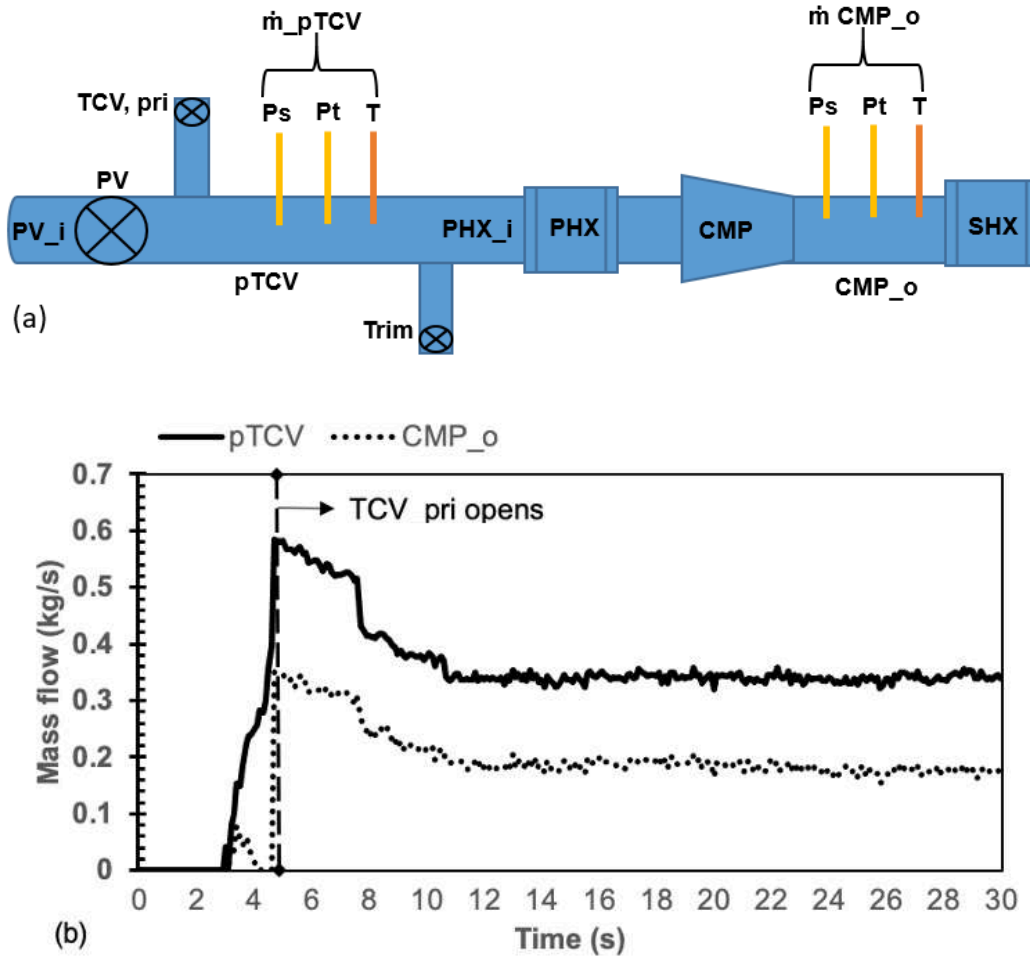 ṁ_pTCV
ṁ CMP_o
TCV, pri
Ps Pt T
Ps Pt T
PV
PV_i
PHX_i
PHX
CMP
SHX
pTCV
CMP_o
(a)
Trim
pTCV CMP_o
0.7
TCV pri opens
0.6
0.5
0.4
0.3
0.2
0.1
0
Mass flow (kg/s)
0 2 4 6 8 10 12 14 16 18 20 22 24 26 28 30
(b)
Time (s)